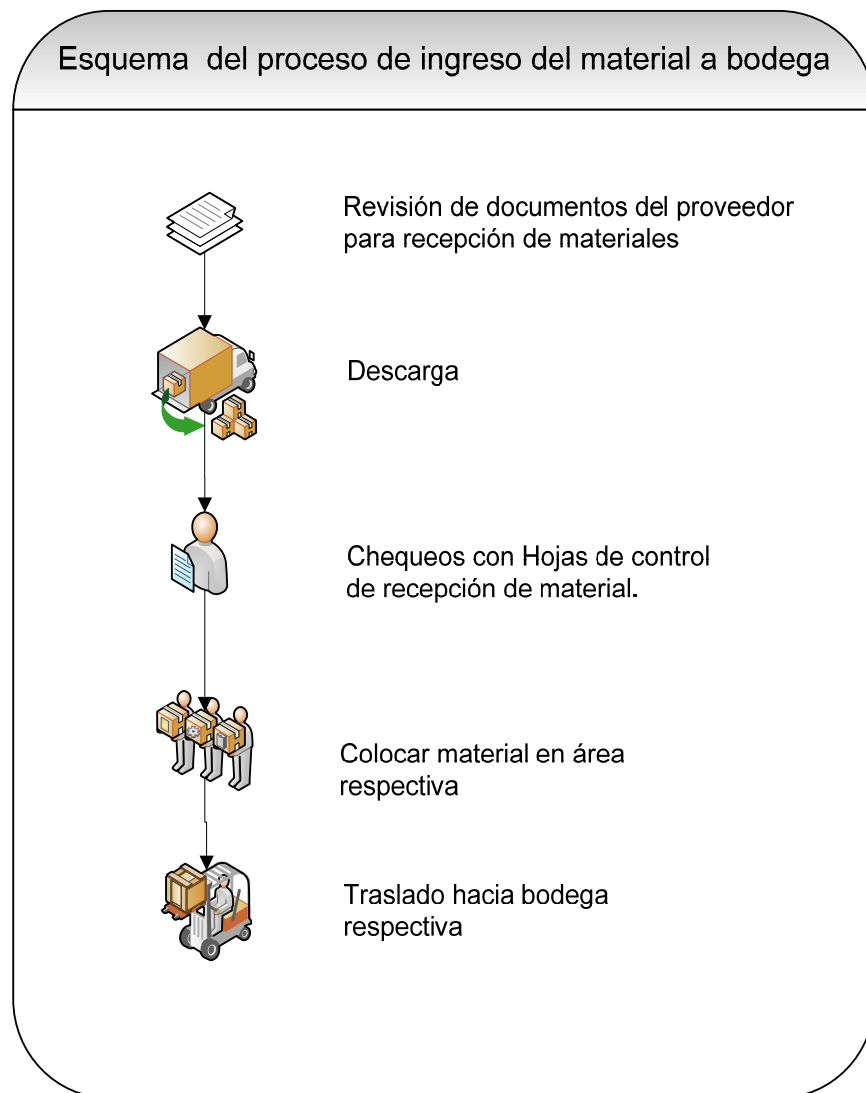 Esquema del proceso de ingreso del material a bodega
Revisión de documentos del proveedor
para recepción de materiales
Descarga
Chequeos con Hojas de control
de recepción de material.
Colocar material en área
respectiva
Traslado hacia bodega
respectiva